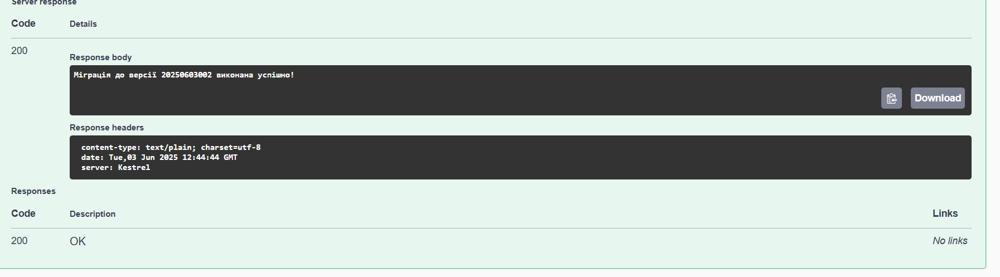 Server response
Code Details
200
Response body
Міграція до версії 20250603002 виконана успішно!
Download
Response headers
content-type: text/plain; charset=utf-8
date: Tue,03 Jun 2025 12:44:44 GMT
server: Kestrel
Responses
Code Description Links
200 OK No links